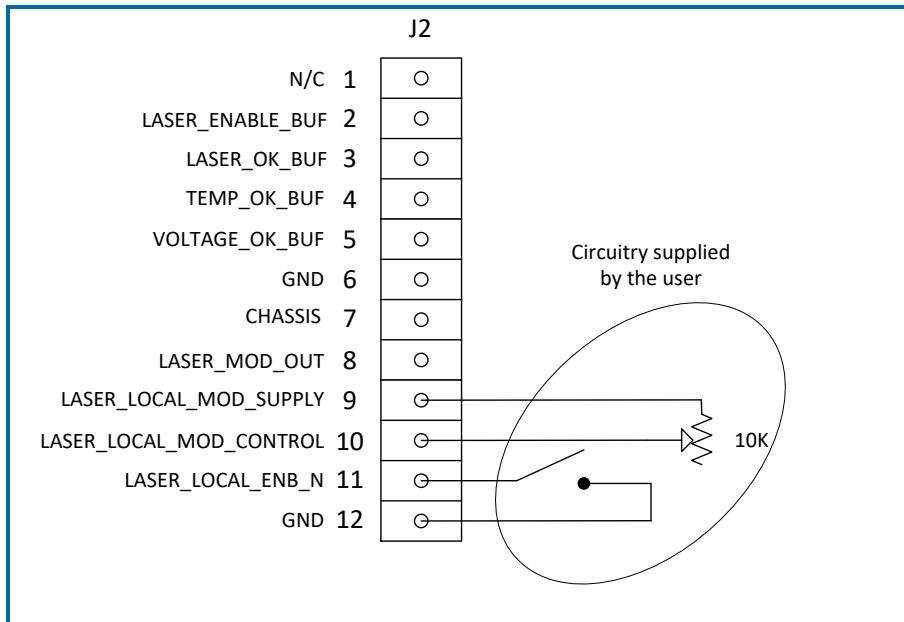 J2
N/C 1
LASER_ENABLE_BUF 2
LASER_OK_BUF 3
TEMP_OK_BUF 4
VOLTAGE_OK_BUF 5
GND 6
CHASSIS 7
LASER_MOD_OUT 8
LASER_LOCAL_MOD_SUPPLY 9
LASER_LOCAL_MOD_CONTROL 10
LASER_LOCAL_ENB_N 11
GND 12
Circuitry supplied
by the user
10K